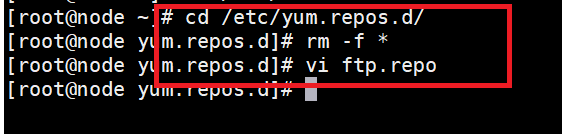 [root@node ~]# cd /etc/yum.repos.d/
[root@node yum.repos.d]# rm -f *
[root@node yum.repos.d]# vi ftp.repo
[root@node yum.repos.d]#